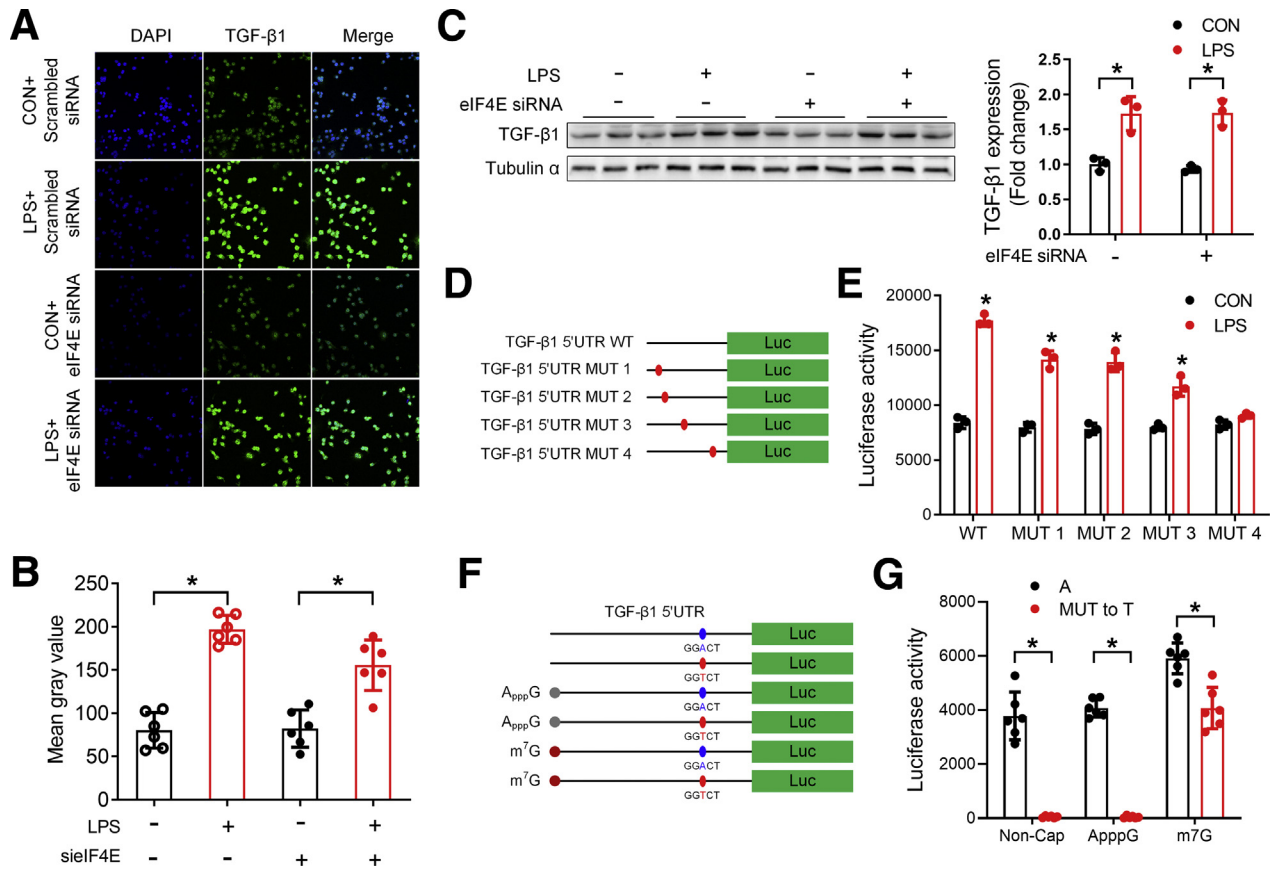 A
DAPI TGF-β1 Merge
CON+
Scrambled
siRNA
LPS+
Scrambled
siRNA
CON+
eIF4E siRNA
LPS+
eIF4E siRNA
B
Mean gray value
250
200
150
100
50
0
* *
LPS - + - +
sieIF4E - - + +
C
LPS - + - +
eIF4E siRNA - - + +
TGF-β1
Tubulin α
CON
LPS
TGF-β1 expression
(Fold change)
2.5
2.0
1.5
1.0
0.5
0.0
* *
eIF4E siRNA - +
D
TGF-β1 5'UTR WT Luc
TGF-β1 5'UTR MUT 1 Luc
TGF-β1 5'UTR MUT 2 Luc
TGF-β1 5'UTR MUT 3 Luc
TGF-β1 5'UTR MUT 4 Luc
E
CON
LPS
Luciferase activity
20000
15000
10000
5000
0
* * * *
WT MUT 1 MUT 2 MUT 3 MUT 4
F
TGF-β1 5'UTR
Luc
GGACT
Luc
GGTCT
ApppG Luc
GGACT
ApppG Luc
GGTCT
m⁷G Luc
GGACT
m⁷G Luc
GGTCT
G
A
MUT to T
Luciferase activity
8000
6000
4000
2000
0
* * *
Non-Cap ApppG m7G